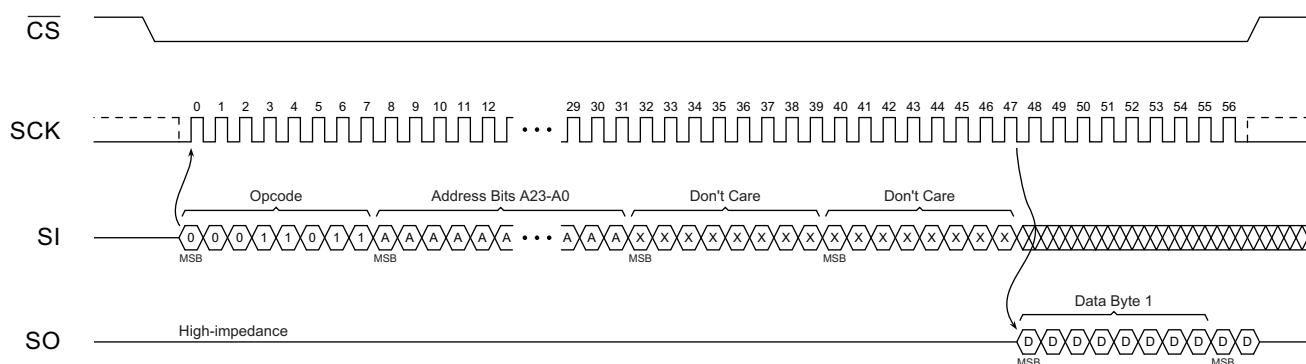 CS
0 1 2 3 4 5 6 7 8 9 10 11 12 29 30 31 32 33 34 35 36 37 38 39 40 41 42 43 44 45 46 47 48 49 50 51 52 53 54 55 56
SCK •••
Opcode Address Bits A23-A0 Don't Care Don't Care
SI 0 0 0 1 1 0 1 1 A A A A A A ••• A A A X X X X X X X X X X X X X X X X
MSB MSB MSB MSB
Data Byte 1
High-impedance
SO D D D D D D D D D D
MSB MSB